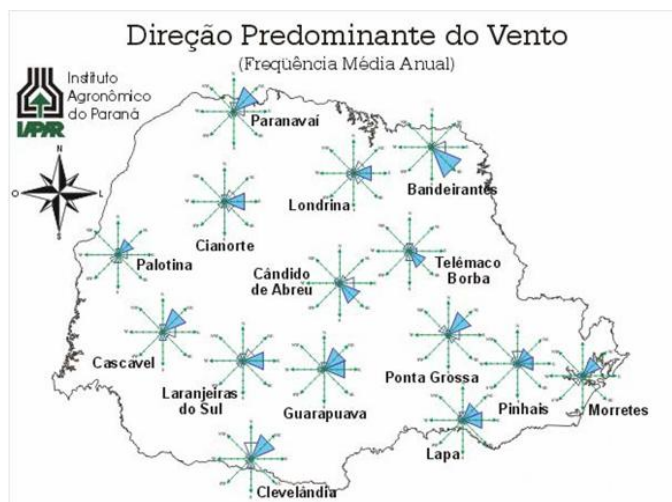 Direção Predominante do Vento
(Freqüência Média Anual)
Instituto
Agronômico
do Paraná
IAPAR
N
O
L
S
Paranavaí
Bandeirantes
Londrina
Cianorte
Palotina
Cândido
de Abreu
Telêmaco
Borba
Cascavel
Laranjeiras
do Sul
Guarapuava
Ponta Grossa
Pinhais
Morretes
Lapa
Clevelândia